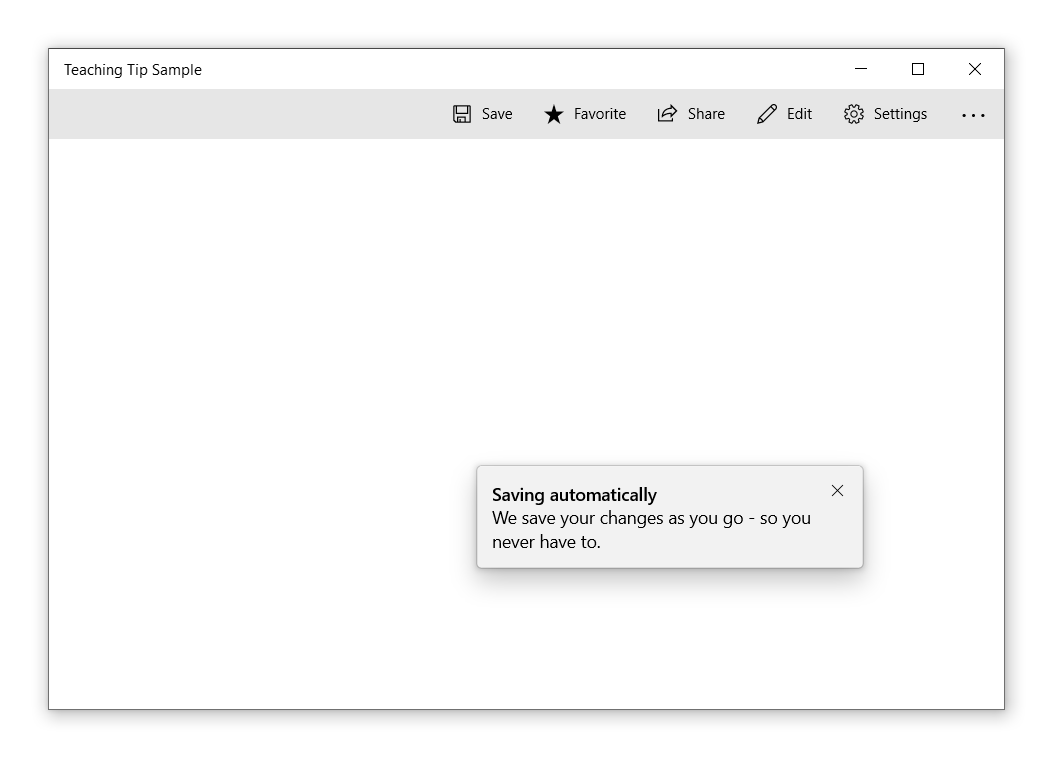 Teaching Tip Sample
Save Favorite Share Edit Settings
Saving automatically
We save your changes as you go - so you
never have to.